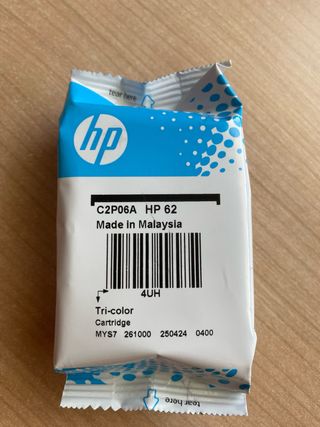 tear here
hp
C2P06A HP 62
Made in Malaysia
4UH
Tri-color
Cartridge
MYS7 261000 250424 0400
tear here